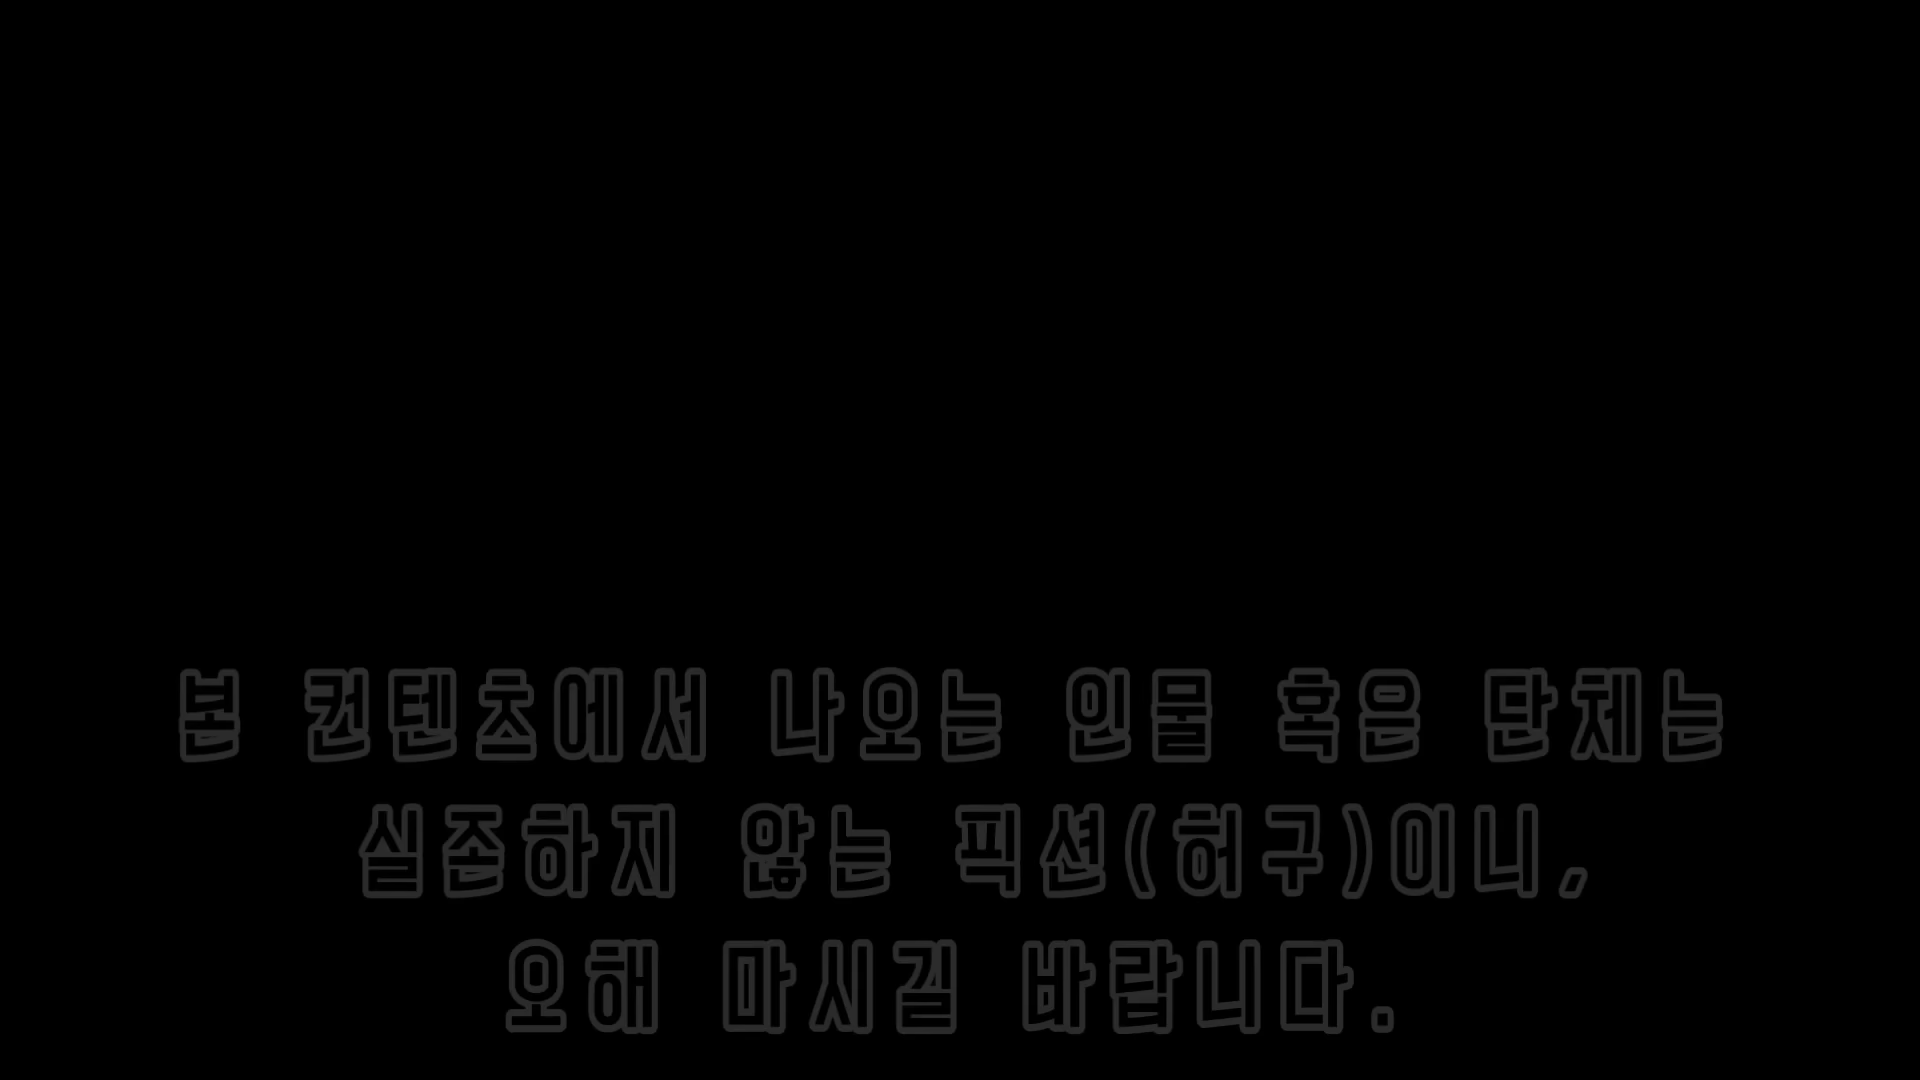 본 컨텐츠에서 나오는 인물 혹은 단체는
실존하지 않는 픽션(허구)이니,
오해 마시길 바랍니다.